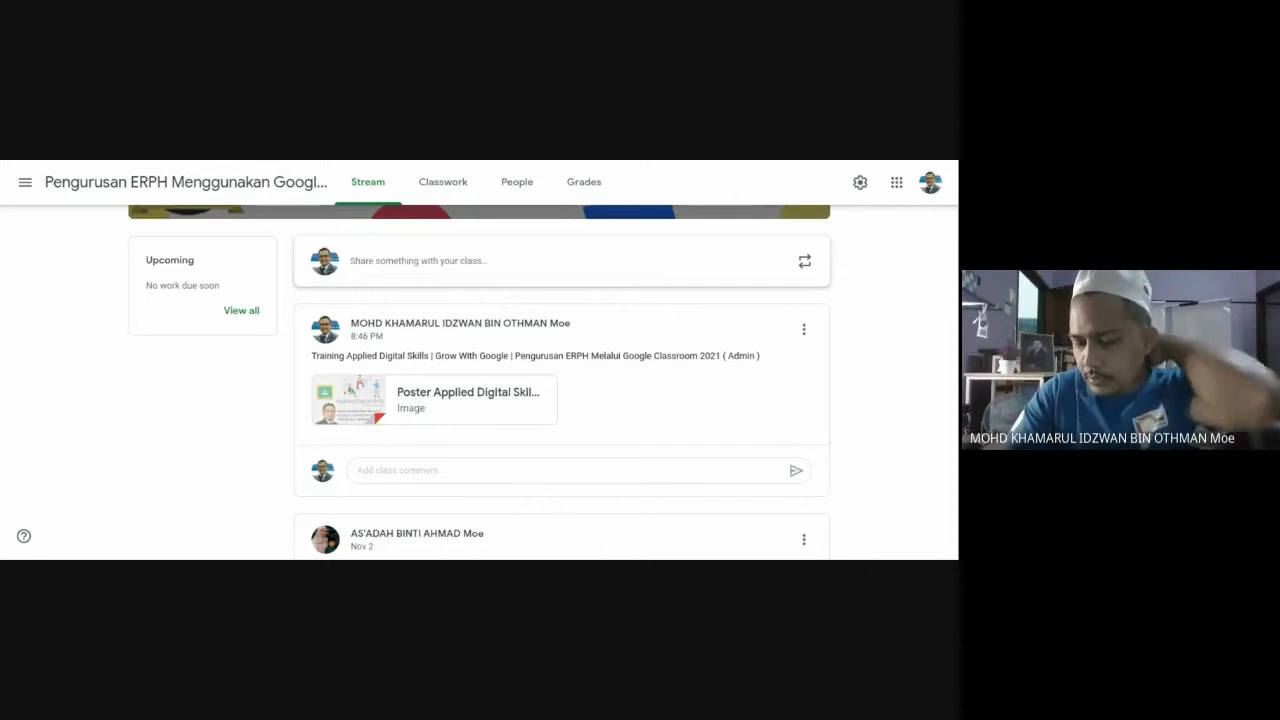 Pengurusan ERPH Menggunakan Googl...
Stream
Classwork
People
Grades
Upcoming
No work due soon
View all
Share something with your class...
MOHD KHAMARUL IDZWAN BIN OTHMAN Moe
8:46 PM
Training Applied Digital Skills | Grow With Google | Pengurusan ERPH Melalui Google Classroom 2021 ( Admin )
Poster Applied Digital Skil...
Image
Add class comment...
AS'ADAH BINTI AHMAD Moe
Nov 2
MOHD KHAMARUL IDZWAN BIN OTHMAN Moe